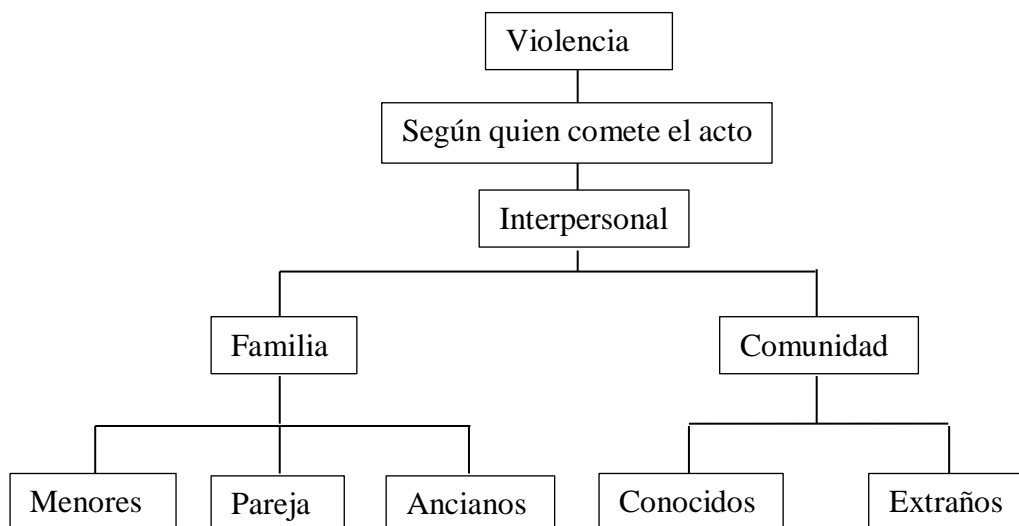 Violencia
Según quien comete el acto
Interpersonal
Familia
Comunidad
Menores
Pareja
Ancianos
Conocidos
Extraños